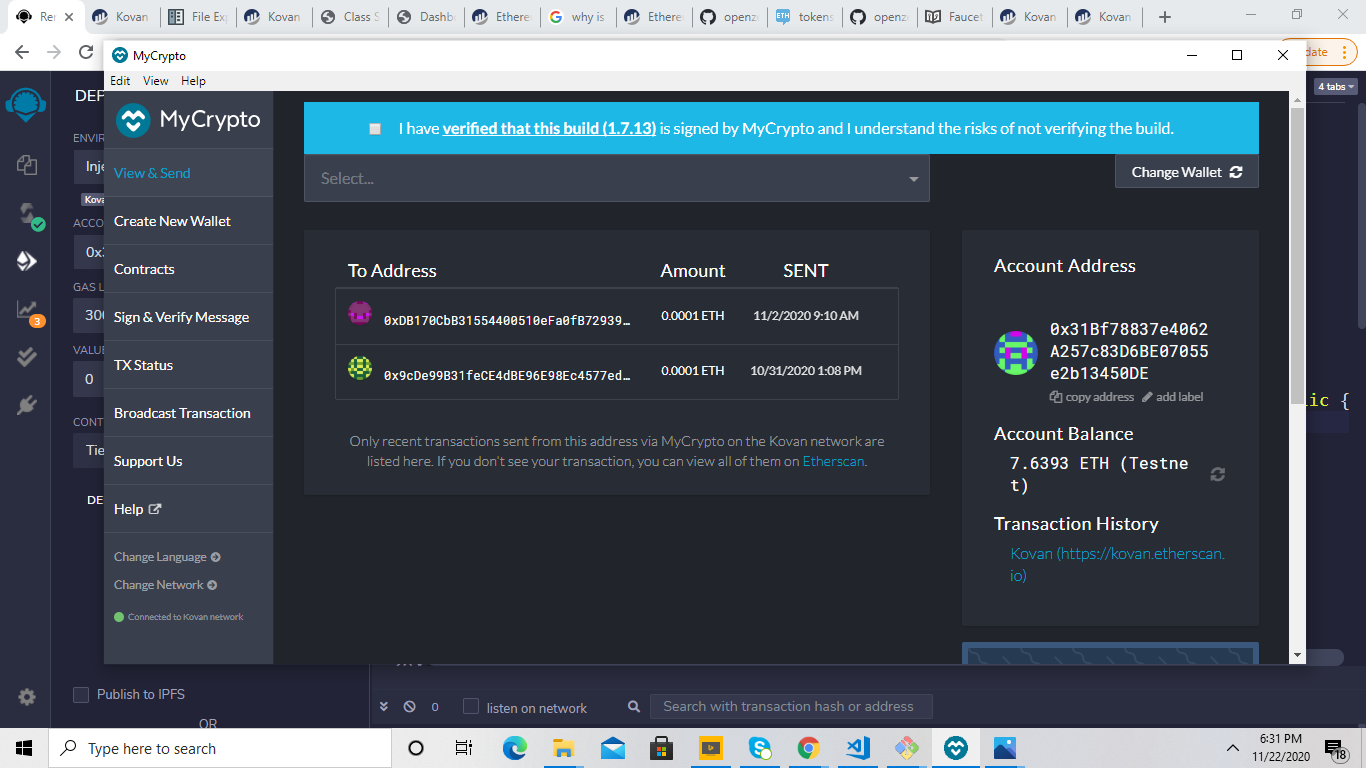 Re
Kovan
File Exp
Kovan
Class S
Dashb
Ethere
why is
Ethere
openz
ETH
tokens
openz
Faucet
Kovan
Kovan
MyCrypto
date
Edit View Help
4 tabs
DEP
MyCrypto
I have verified that this build (1.7.13) is signed by MyCrypto and I understand the risks of not verifying the build.
ENVIR
Inje
View & Send
Select...
Change Wallet
Kova
Create New Wallet
ACCO
0x3
To Address Amount SENT
Account Address
Contracts
GAS L
300
Sign & Verify Message
0xDB170CbB31554400510eFa0fB72939… 0.0001 ETH 11/2/2020 9:10 AM
3
0x31Bf78837e4062
A257c83D6BE07055
e2b13450DE
VALUE
0
TX Status
0x9cDe99B31feCE4dBE96E98Ec4577ed… 0.0001 ETH 10/31/2020 1:08 PM
copy address add label
Broadcast Transaction
lic {
CONT
Tie
Only recent transactions sent from this address via MyCrypto on the Kovan network are
listed here. If you don't see your transaction, you can view all of them on Etherscan.
Account Balance
7.6393 ETH (Testne
t)
Support Us
DE
Help
Transaction History
Kovan (https://kovan.etherscan.
io)
Change Language
Change Network
Connected to Kovan network
Publish to IPFS
OR
0
listen on network
Search with transaction hash or address
Type here to search
6:31 PM
11/22/2020
18